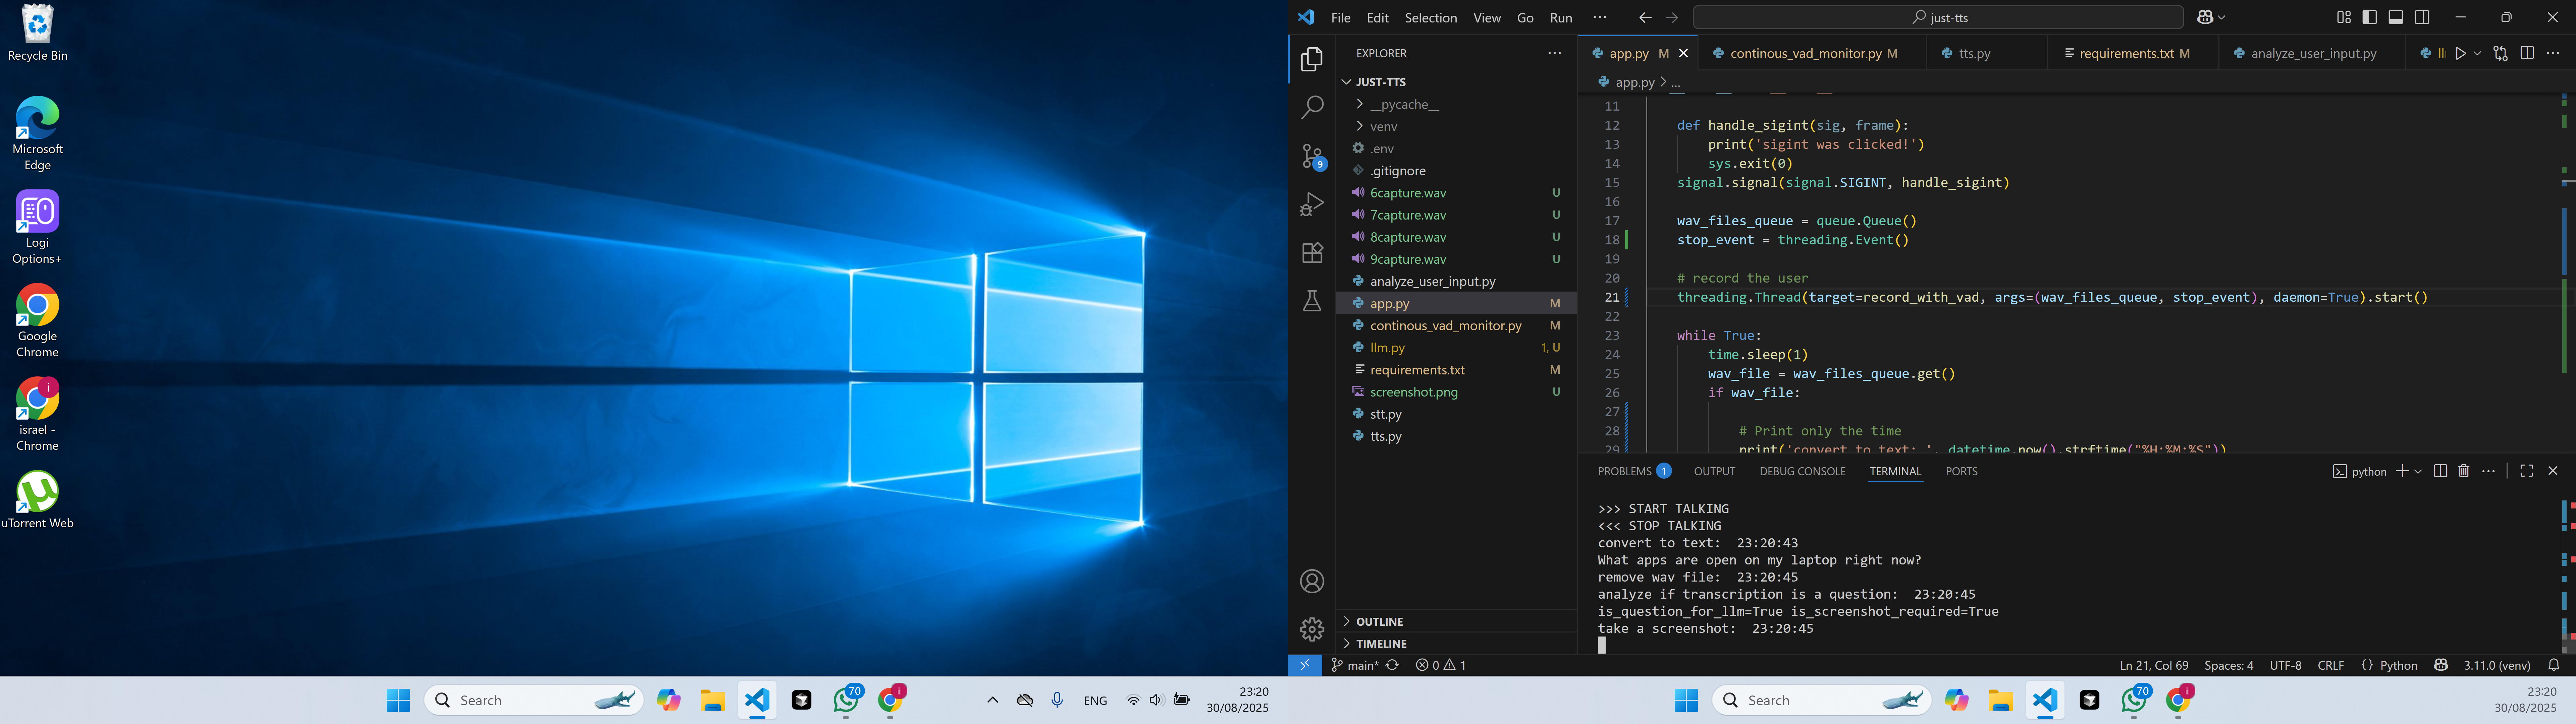 Recycle Bin
Microsoft
Edge
Logi
Options+
Google
Chrome
i
israel -
Chrome
uTorrent Web
Search
70
i
ENG
23:20
30/08/2025
File Edit Selection View Go Run
just-tts
EXPLORER
JUST-TTS
__pycache__
venv
.env
.gitignore
6capture.wav U
7capture.wav U
8capture.wav U
9capture.wav U
analyze_user_input.py
app.py M
continous_vad_monitor.py M
llm.py 1, U
requirements.txt M
screenshot.png U
stt.py
tts.py
OUTLINE
TIMELINE
9
app.py M
continous_vad_monitor.py M
tts.py
requirements.txt M
analyze_user_input.py
app.py > ...
11
12 def handle_sigint(sig, frame):
13 print('sigint was clicked!')
14 sys.exit(0)
15 signal.signal(signal.SIGINT, handle_sigint)
16
17 wav_files_queue = queue.Queue()
18 stop_event = threading.Event()
19
20 # record the user
21 threading.Thread(target=record_with_vad, args=(wav_files_queue, stop_event), daemon=True).start()
22
23 while True:
24 time.sleep(1)
25 wav_file = wav_files_queue.get()
26 if wav_file:
27
28 # Print only the time
29 print('convert to text: ', datetime.now().strftime("%H:%M:%S"))
PROBLEMS 1 OUTPUT DEBUG CONSOLE TERMINAL PORTS
python
>>> START TALKING
<<< STOP TALKING
convert to text:  23:20:43
What apps are open on my laptop right now?
remove wav file:  23:20:45
analyze if transcription is a question:  23:20:45
is_question_for_llm=True is_screenshot_required=True
take a screenshot:  23:20:45
main* 0 1
Ln 21, Col 69 Spaces: 4 UTF-8 CRLF {} Python 3.11.0 (venv)
Search
70
i
23:20
30/08/2025